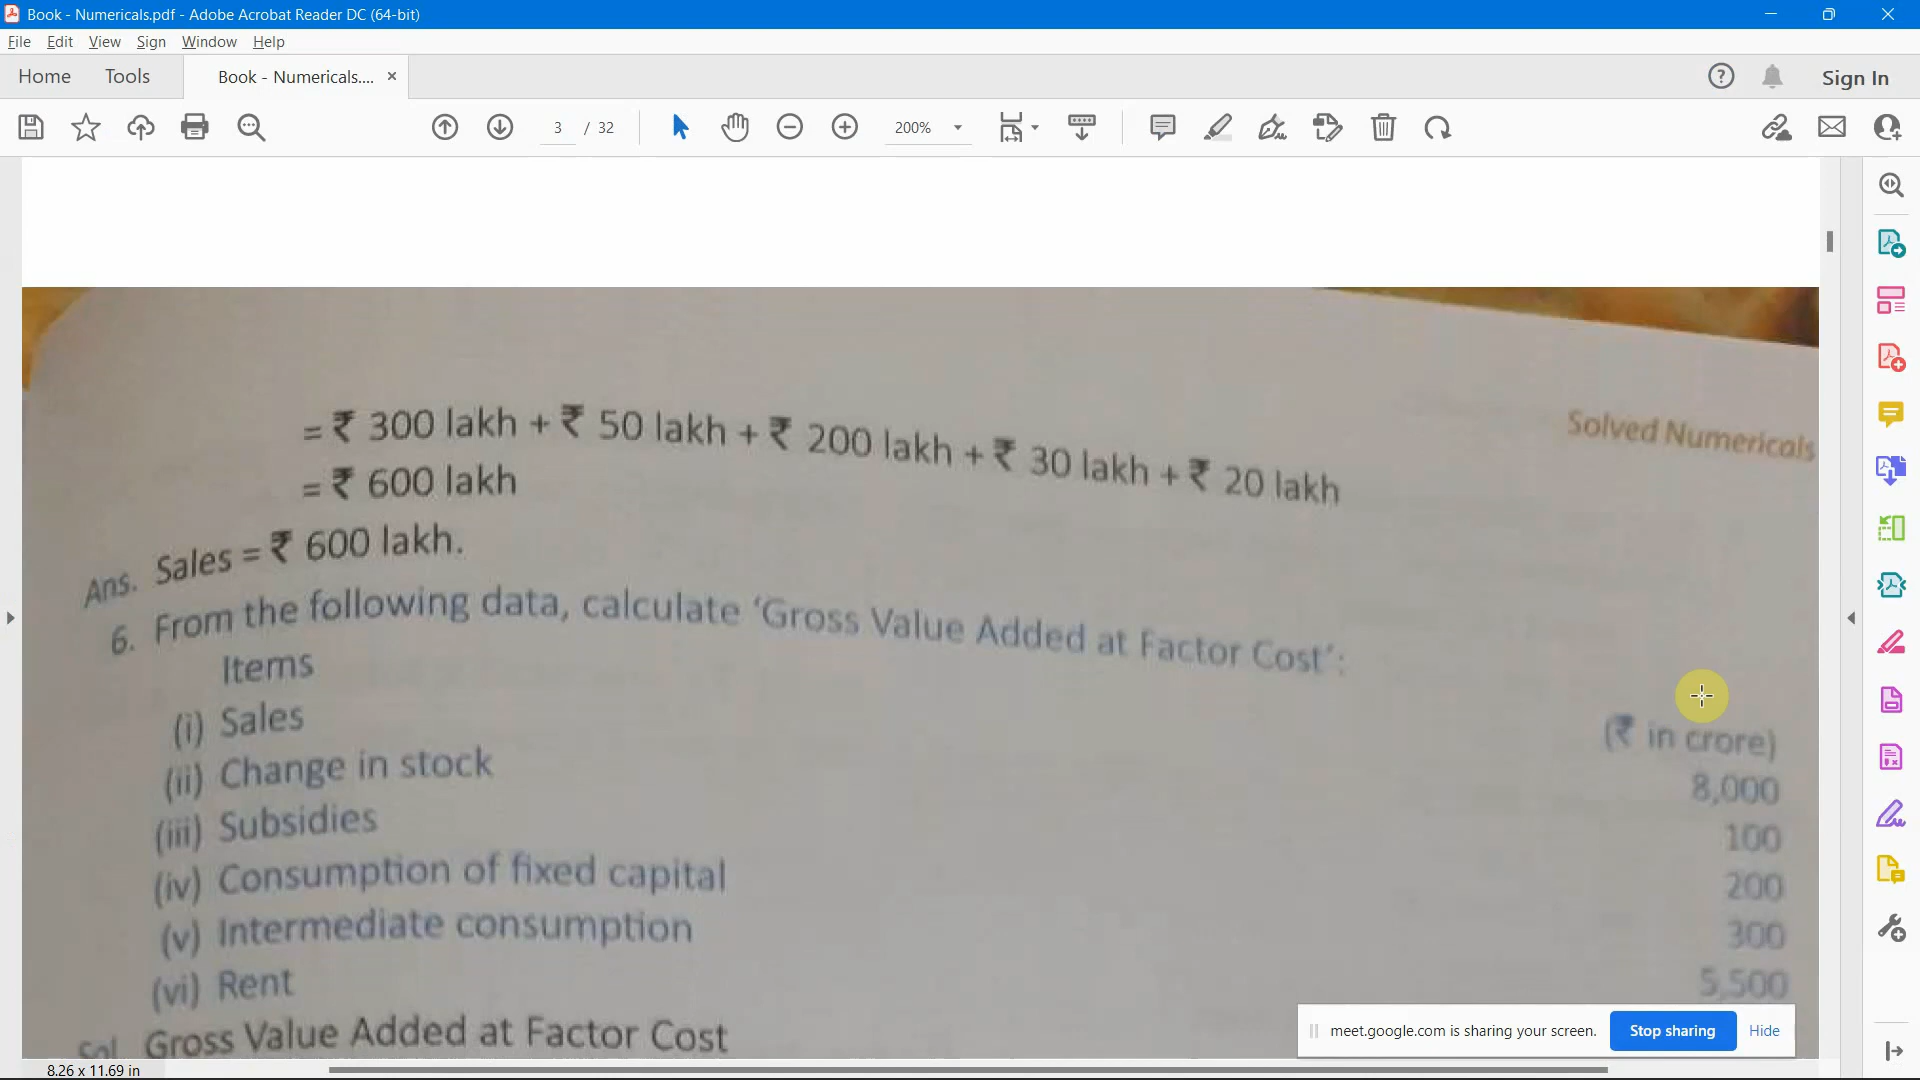 Book - Numericals.pdf - Adobe Acrobat Reader DC (64-bit)
File Edit View Sign Window Help
Home Tools Book - Numericals.... × Sign In
3 / 32 200%
Solved Numericals
= ₹ 300 lakh + ₹ 50 lakh + ₹ 200 lakh + ₹ 30 lakh + ₹ 20 lakh
= ₹ 600 lakh
Ans. Sales = ₹ 600 lakh.
6. From the following data, calculate ‘Gross Value Added at Factor Cost’:
Items (₹ in crore)
(i) Sales 8,000
(ii) Change in stock 100
(iii) Subsidies 200
(iv) Consumption of fixed capital 300
(v) Intermediate consumption 5,500
(vi) Rent
Sol. Gross Value Added at Factor Cost
meet.google.com is sharing your screen. Stop sharing Hide
8.26 x 11.69 in